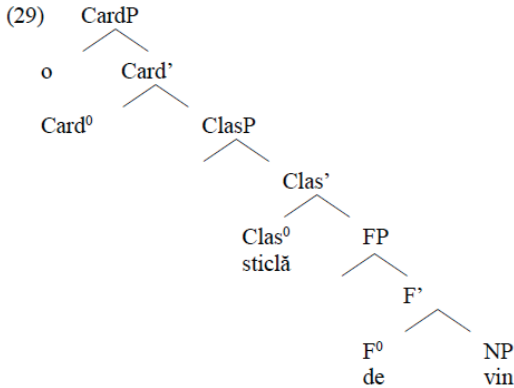 (29) CardP
o Card’
Card⁰ ClasP
Clas’
Clas⁰ FP
sticlă
F’
F⁰ NP
de vin